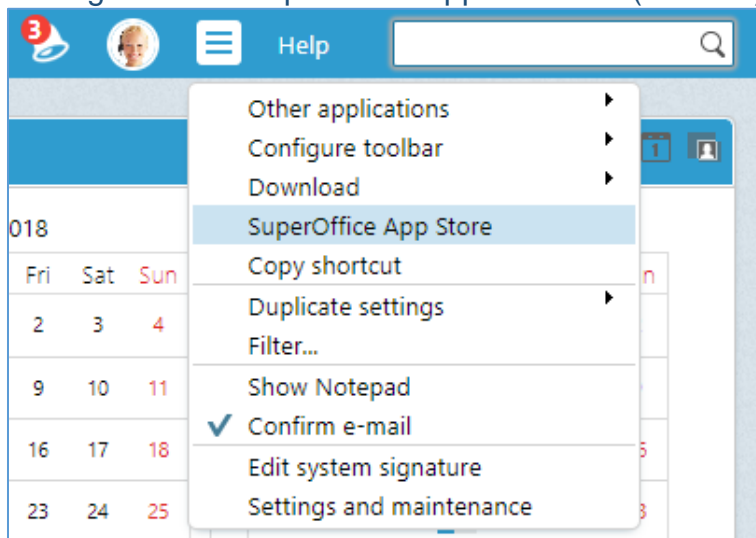 3
Help
Other applications
Configure toolbar
1
Download
018
SuperOffice App Store
Fri Sat Sun
Copy shortcut
n
2 3 4
Duplicate settings
Filter...
9 10 11
Show Notepad
Confirm e-mail
16 17 18
Edit system signature
23 24 25
Settings and maintenance